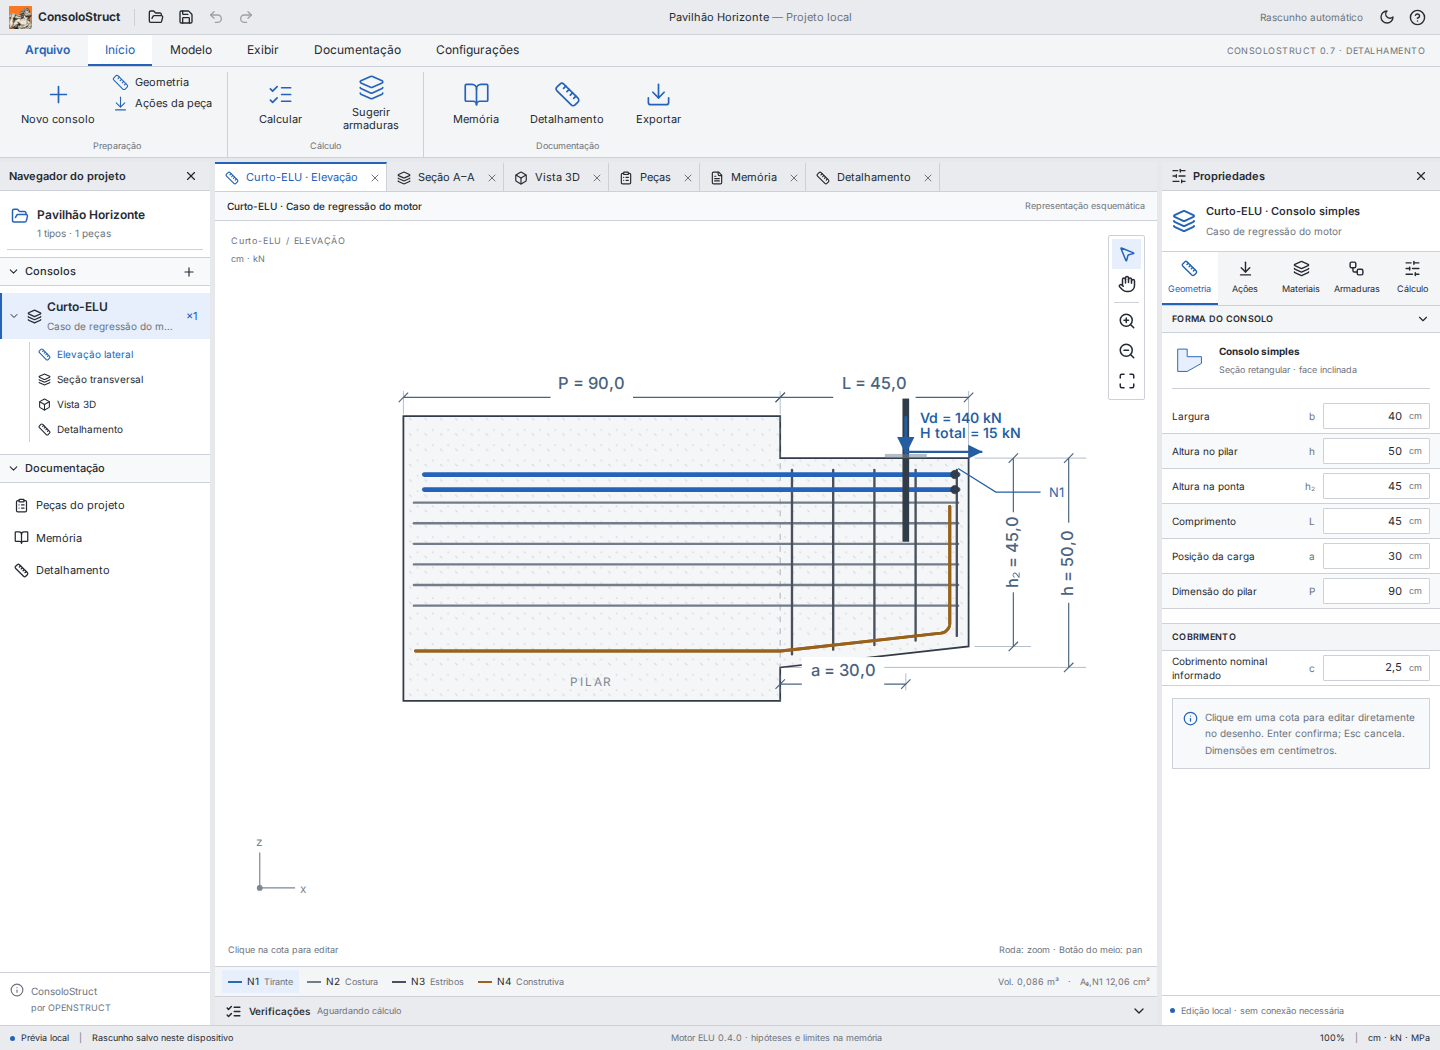 ConsoloStruct
Pavilhão Horizonte — Projeto local
Rascunho automático
Arquivo
Início
Modelo
Exibir
Documentação
Configurações
CONSOLOSTRUCT 0.7 · DETALHAMENTO
Novo consolo
Geometria
Ações da peça
Preparação
Calcular
Sugerir
armaduras
Cálculo
Memória
Detalhamento
Exportar
Documentação
Navegador do projeto
Pavilhão Horizonte
1 tipos · 1 peças
Consolos
Curto-ELU
Caso de regressão do m...
×1
Elevação lateral
Seção transversal
Vista 3D
Detalhamento
Documentação
Peças do projeto
Memória
Detalhamento
ConsoloStruct
por OPENSTRUCT
Curto-ELU · Elevação
Seção A–A
Vista 3D
Peças
Memória
Detalhamento
Curto-ELU · Caso de regressão do motor
Representação esquemática
Curto-ELU / ELEVAÇÃO
cm · kN
P = 90,0
L = 45,0
Vd = 140 kN
H total = 15 kN
N1
h₂ = 45,0
h = 50,0
a = 30,0
PILAR
z
x
Clique na cota para editar
Roda: zoom · Botão do meio: pan
N1 Tirante
N2 Costura
N3 Estribos
N4 Construtiva
Vol. 0,086 m³ · Aₛ,N1 12,06 cm²
Verificações Aguardando cálculo
Propriedades
Curto-ELU · Consolo simples
Caso de regressão do motor
Geometria
Ações
Materiais
Armaduras
Cálculo
FORMA DO CONSOLO
Consolo simples
Seção retangular · face inclinada
Largura b 40 cm
Altura no pilar h 50 cm
Altura na ponta h₂ 45 cm
Comprimento L 45 cm
Posição da carga a 30 cm
Dimensão do pilar P 90 cm
COBRIMENTO
Cobrimento nominal
informado c 2,5 cm
Clique em uma cota para editar diretamente
no desenho. Enter confirma; Esc cancela.
Dimensões em centímetros.
Edição local · sem conexão necessária
Prévia local
Rascunho salvo neste dispositivo
Motor ELU 0.4.0 · hipóteses e limites na memória
100%
cm · kN · MPa